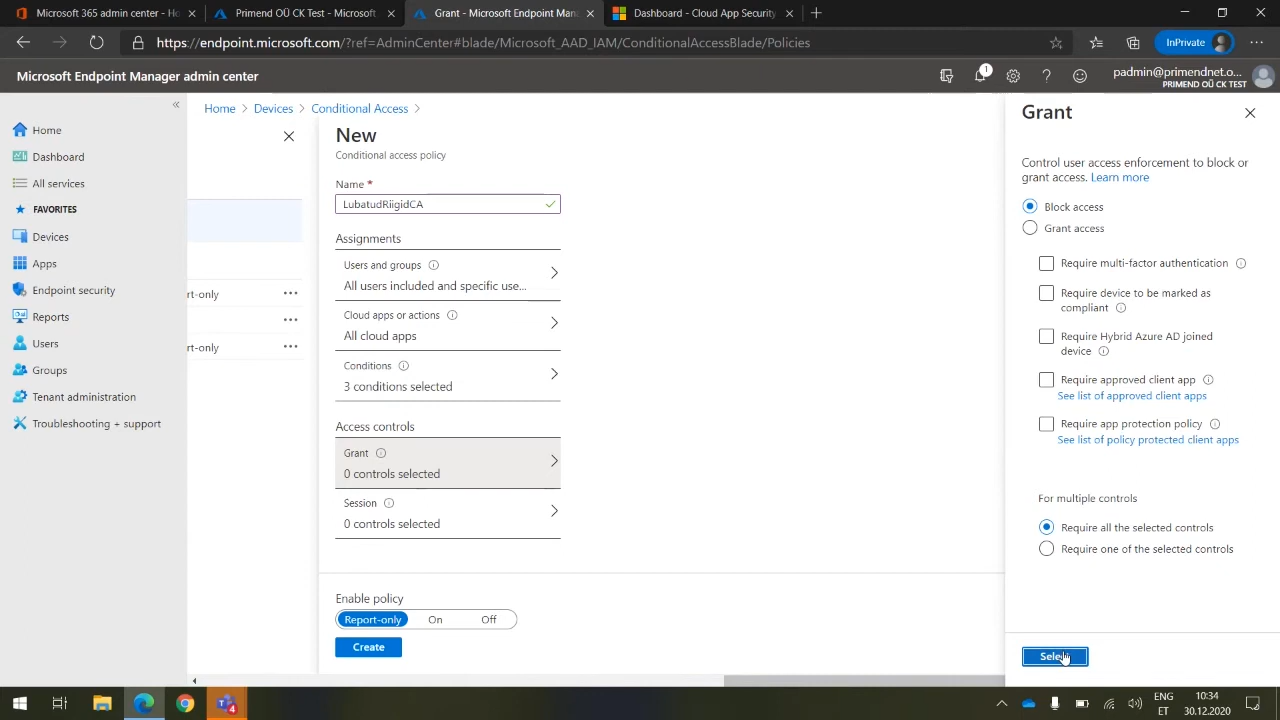 Microsoft 365 admin center - Ho
Primend OÜ CK Test - Microsoft
Grant - Microsoft Endpoint Man
Dashboard - Cloud App Security
https://endpoint.microsoft.com/?ref=AdminCenter#blade/Microsoft_AAD_IAM/ConditionalAccessBlade/Policies
InPrivate
Microsoft Endpoint Manager admin center
1
padmin@primendnet.o...
PRIMEND OÜ CK TEST
Home
Dashboard
All services
FAVORITES
Devices
Apps
Endpoint security
Reports
Users
Groups
Tenant administration
Troubleshooting + support
Home > Devices > Conditional Access >
rt-only
rt-only
New
Conditional access policy
Name *
LubatudRiigidCA
Assignments
Users and groups
All users included and specific use...
Cloud apps or actions
All cloud apps
Conditions
3 conditions selected
Access controls
Grant
0 controls selected
Session
0 controls selected
Enable policy
Report-only On Off
Create
Grant
Control user access enforcement to block or
grant access. Learn more
Block access
Grant access
Require multi-factor authentication
Require device to be marked as
compliant
Require Hybrid Azure AD joined
device
Require approved client app
See list of approved client apps
Require app protection policy
See list of policy protected client apps
For multiple controls
Require all the selected controls
Require one of the selected controls
Select
4
ENG
ET
10:34
30.12.2020